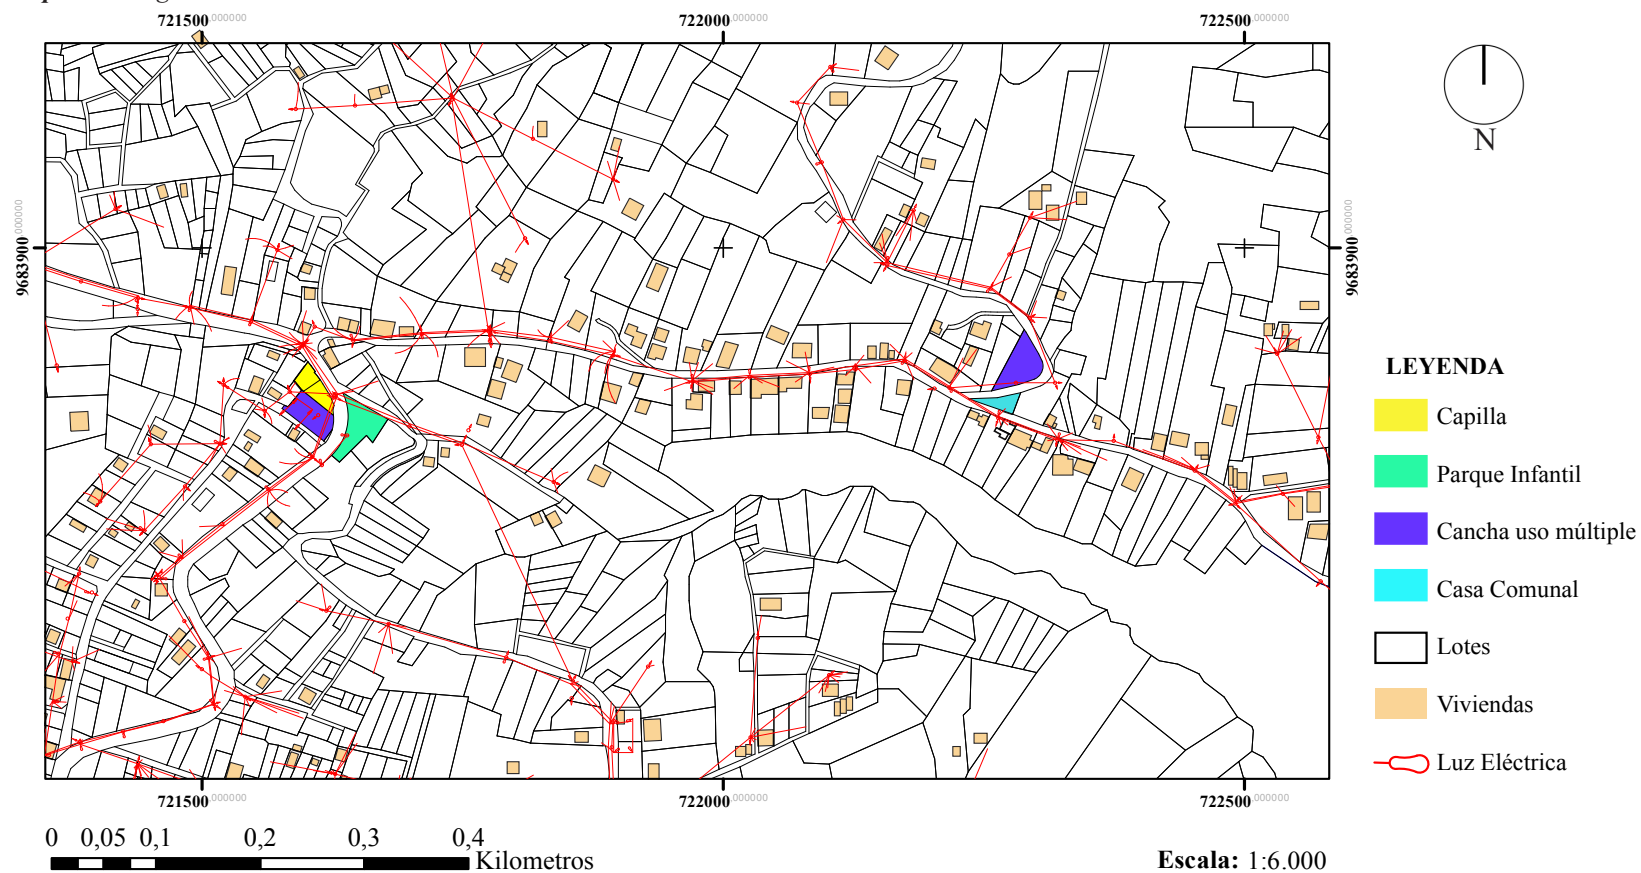 721500.000000 722000.000000 722500.000000
N
9683900.000000
9683900.000000
LEYENDA
Capilla
Parque Infantil
Cancha uso múltiple
Casa Comunal
Lotes
Viviendas
Luz Eléctrica
721500.000000 722000.000000 722500.000000
0 0,05 0,1 0,2 0,3 0,4
Kilometros
Escala: 1:6.000